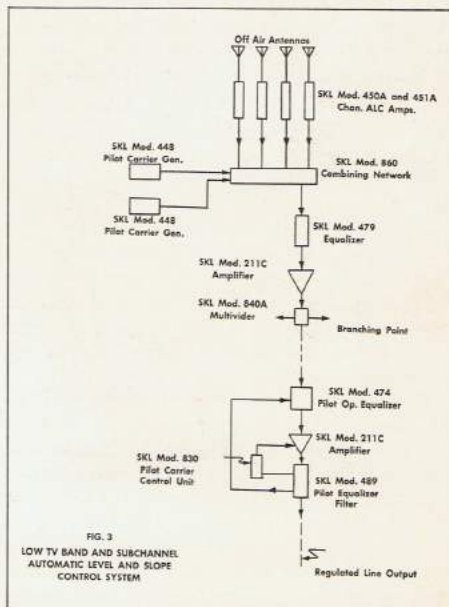 Off Air Antennas
SKL Mod. 450A and 451A
Chan. ALC Amps.
SKL Mod. 448
Pilot Carrier Gen.
SKL Mod. 860
Combining Network
SKL Mod. 448
Pilot Carrier Gen.
SKL Mod. 479
Equalizer
SKL Mod. 211C
Amplifier
SKL Mod. 840A
Multivider
Branching Point
SKL Mod. 474
Pilot Op. Equalizer
SKL Mod. 211C
Amplifier
SKL Mod. 830
Pilot Carrier
Control Unit
SKL Mod. 489
Pilot Equalizer
Filter
FIG. 3
LOW TV BAND AND SUBCHANNEL
AUTOMATIC LEVEL AND SLOPE
CONTROL SYSTEM
Regulated Line Output